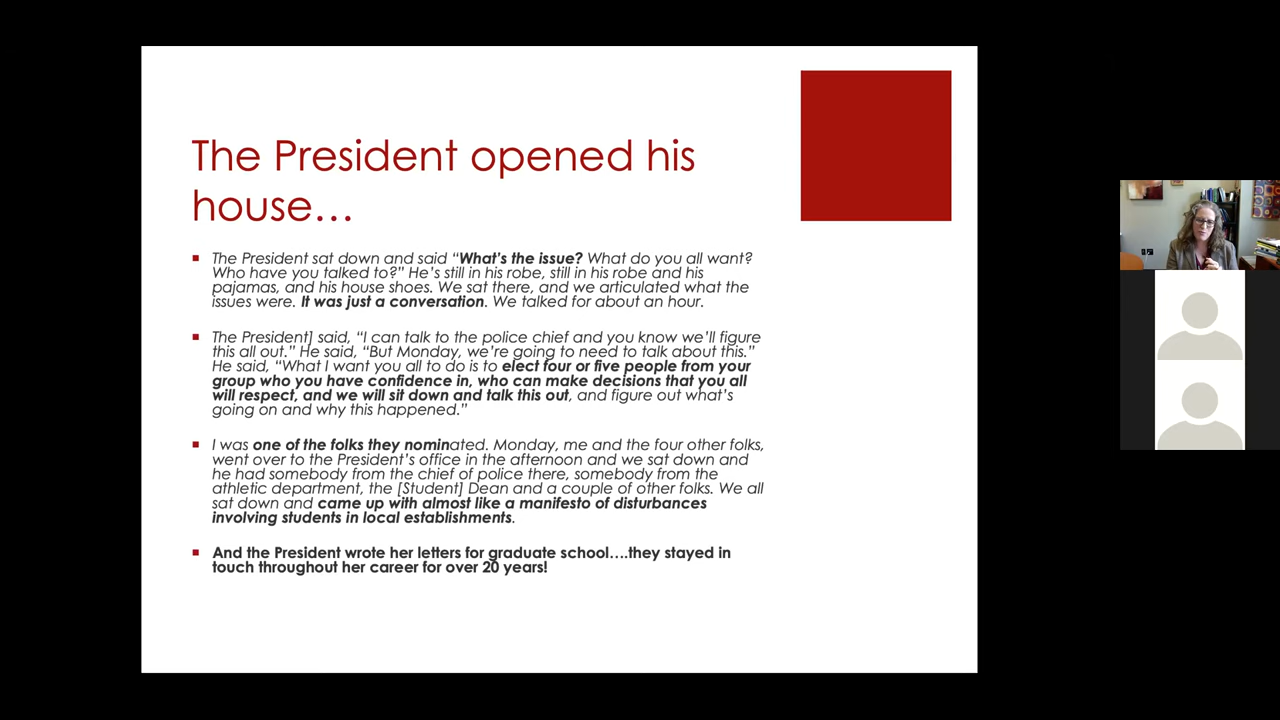 The President opened his
house…
The President sat down and said “What’s the issue? What do you all want?
Who have you talked to?” He’s still in his robe, still in his robe and his
pajamas, and his house shoes. We sat there, and we articulated what the
issues were. It was just a conversation. We talked for about an hour.
The President] said, “I can talk to the police chief and you know we’ll figure
this all out.” He said, “But Monday, we’re going to need to talk about this.”
He said, “What I want you all to do is to elect four or five people from your
group who you have confidence in, who can make decisions that you all
will respect, and we will sit down and talk this out, and figure out what’s
going on and why this happened.”
I was one of the folks they nominated. Monday, me and the four other folks,
went over to the President’s office in the afternoon and we sat down and
he had somebody from the chief of police there, somebody from the
athletic department, the [Student] Dean and a couple of other folks. We all
sat down and came up with almost like a manifesto of disturbances
involving students in local establishments.
And the President wrote her letters for graduate school….they stayed in
touch throughout her career for over 20 years!